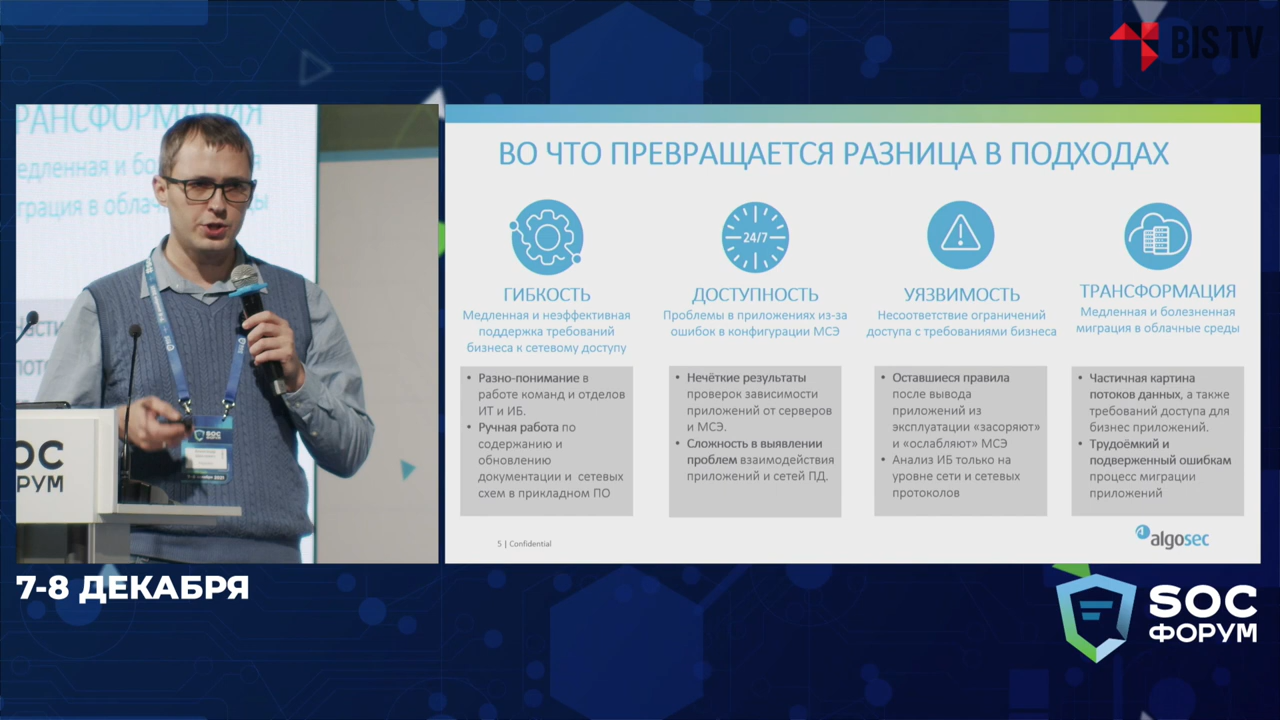 BIS TV
РАНСФОРМАЦИЯ
SOC
ФОРУМ
7-8 ДЕКАБРЯ
ВО ЧТО ПРЕВРАЩАЕТСЯ РАЗНИЦА В ПОДХОДАХ
ГИБКОСТЬ
Медленная и неэффективная
поддержка требований
бизнеса к сетевому доступу
• Разно-понимание в
работе команд и отделов
ИТ и ИБ.
• Ручная работа по
содержанию и
обновлению
документации и сетевых
схем в прикладном ПО
24/7
ДОСТУПНОСТЬ
Проблемы в приложениях из-за
ошибок в конфигурации МСЭ
• Нечёткие результаты
проверок зависимости
приложений от серверов
и МСЭ.
• Сложность в выявлении
проблем взаимодействия
приложений и сетей ПД.
УЯЗВИМОСТЬ
Несоответствие ограничений
доступа с требованиями бизнеса
• Оставшиеся правила
после вывода
приложений из
эксплуатации «засоряют»
и «ослабляют» МСЭ
• Анализ ИБ только на
уровне сети и сетевых
протоколов
ТРАНСФОРМАЦИЯ
Медленная и болезненная
миграция в облачные среды
• Частичная картина
потоков данных, а также
требований доступа для
бизнес приложений.
• Трудоёмкий и
подверженный ошибкам
процесс миграции
приложений
5 | Confidential
algosec
SOC
ФОРУМ